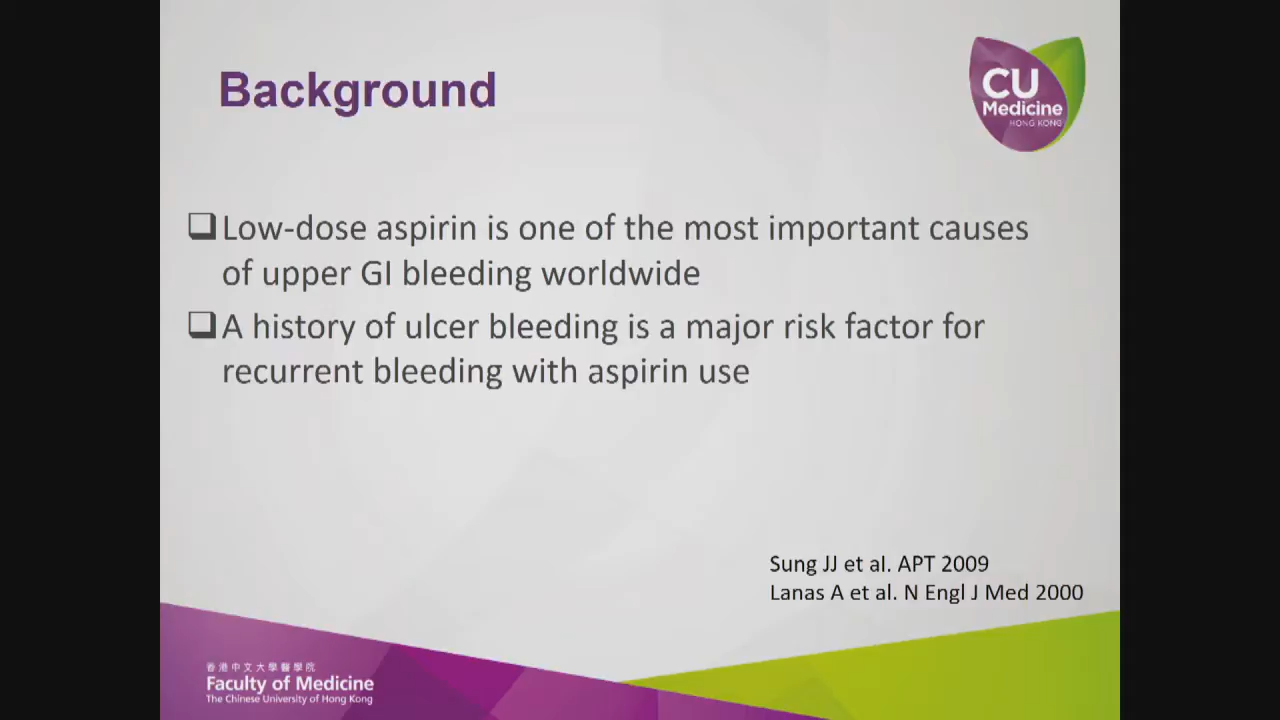 Background
CU
Medicine
HONG KONG
Low-dose aspirin is one of the most important causes
of upper GI bleeding worldwide
A history of ulcer bleeding is a major risk factor for
recurrent bleeding with aspirin use
Sung JJ et al. APT 2009
Lanas A et al. N Engl J Med 2000
香港中文大學醫學院
Faculty of Medicine
The Chinese University of Hong Kong